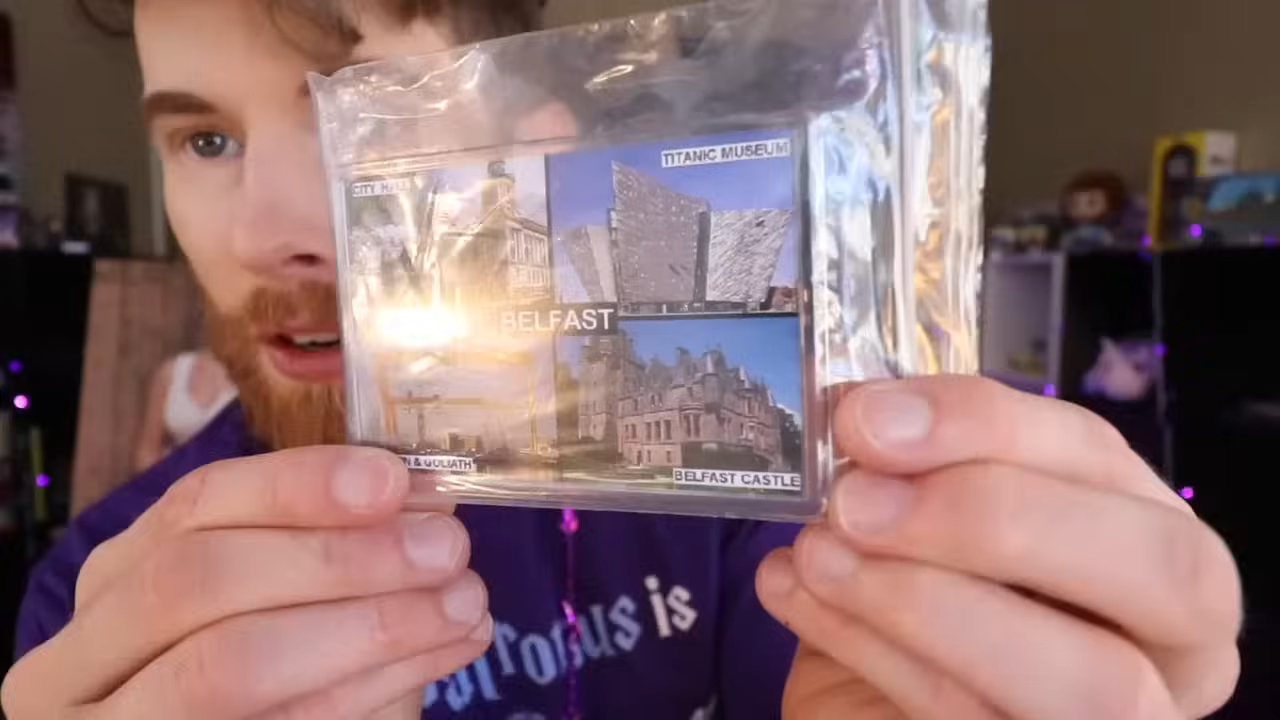 CITY HALL
TITANIC MUSEUM
BELFAST
N & GOLIATH
BELFAST CASTLE
is